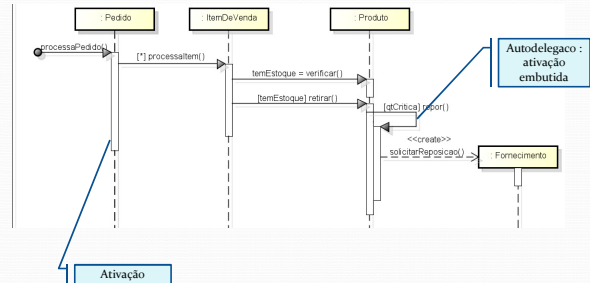 : Pedido
: ItemDeVenda
: Produto
processaPedido()
[*] processaItem()
temEstoque = verificar()
[temEstoque] retirar()
[qtCritica] repor()
<<create>>
solicitarReposicao()
: Fornecimento
Autodelegaco :
ativação
embutida
Ativação